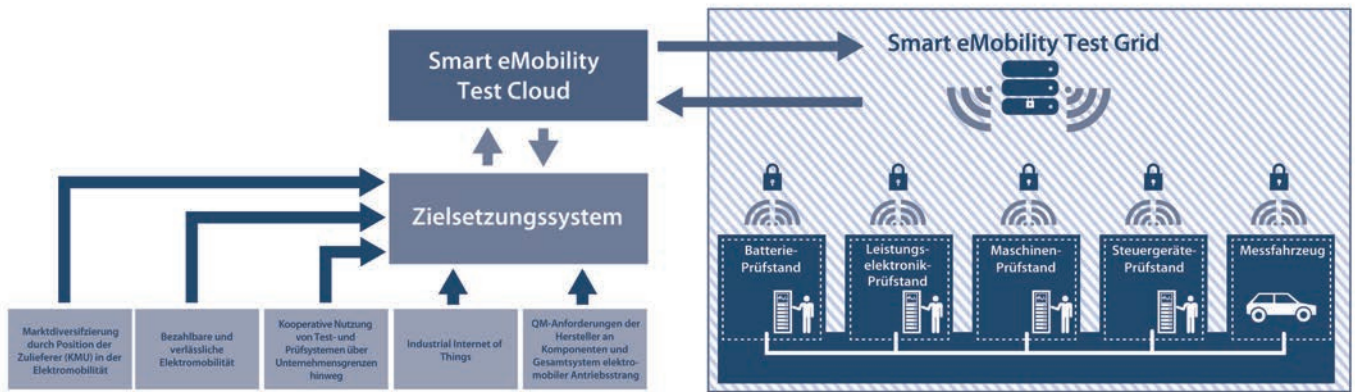 Smart eMobility
Test Cloud
Zielsetzungssystem
Marktdiversifzierung
durch Position der
Zulieferer (KMU) in der
Elektromobilität
Bezahlbare und
verlässliche
Elektromobilität
Kooperative Nutzung
von Test- und
Prüfsystemen über
Unternehmensgrenzen
hinweg
Industrial Internet of
Things
QM-Anforderungen der
Hersteller an
Komponenten und
Gesamtsystem elektro-
mobiler Antriebsstrang
Smart eMobility Test Grid
Batterie-
Prüfstand
Leistungs-
elektronik-
Prüfstand
Maschinen-
Prüfstand
Steuergeräte-
Prüfstand
Messfahrzeug